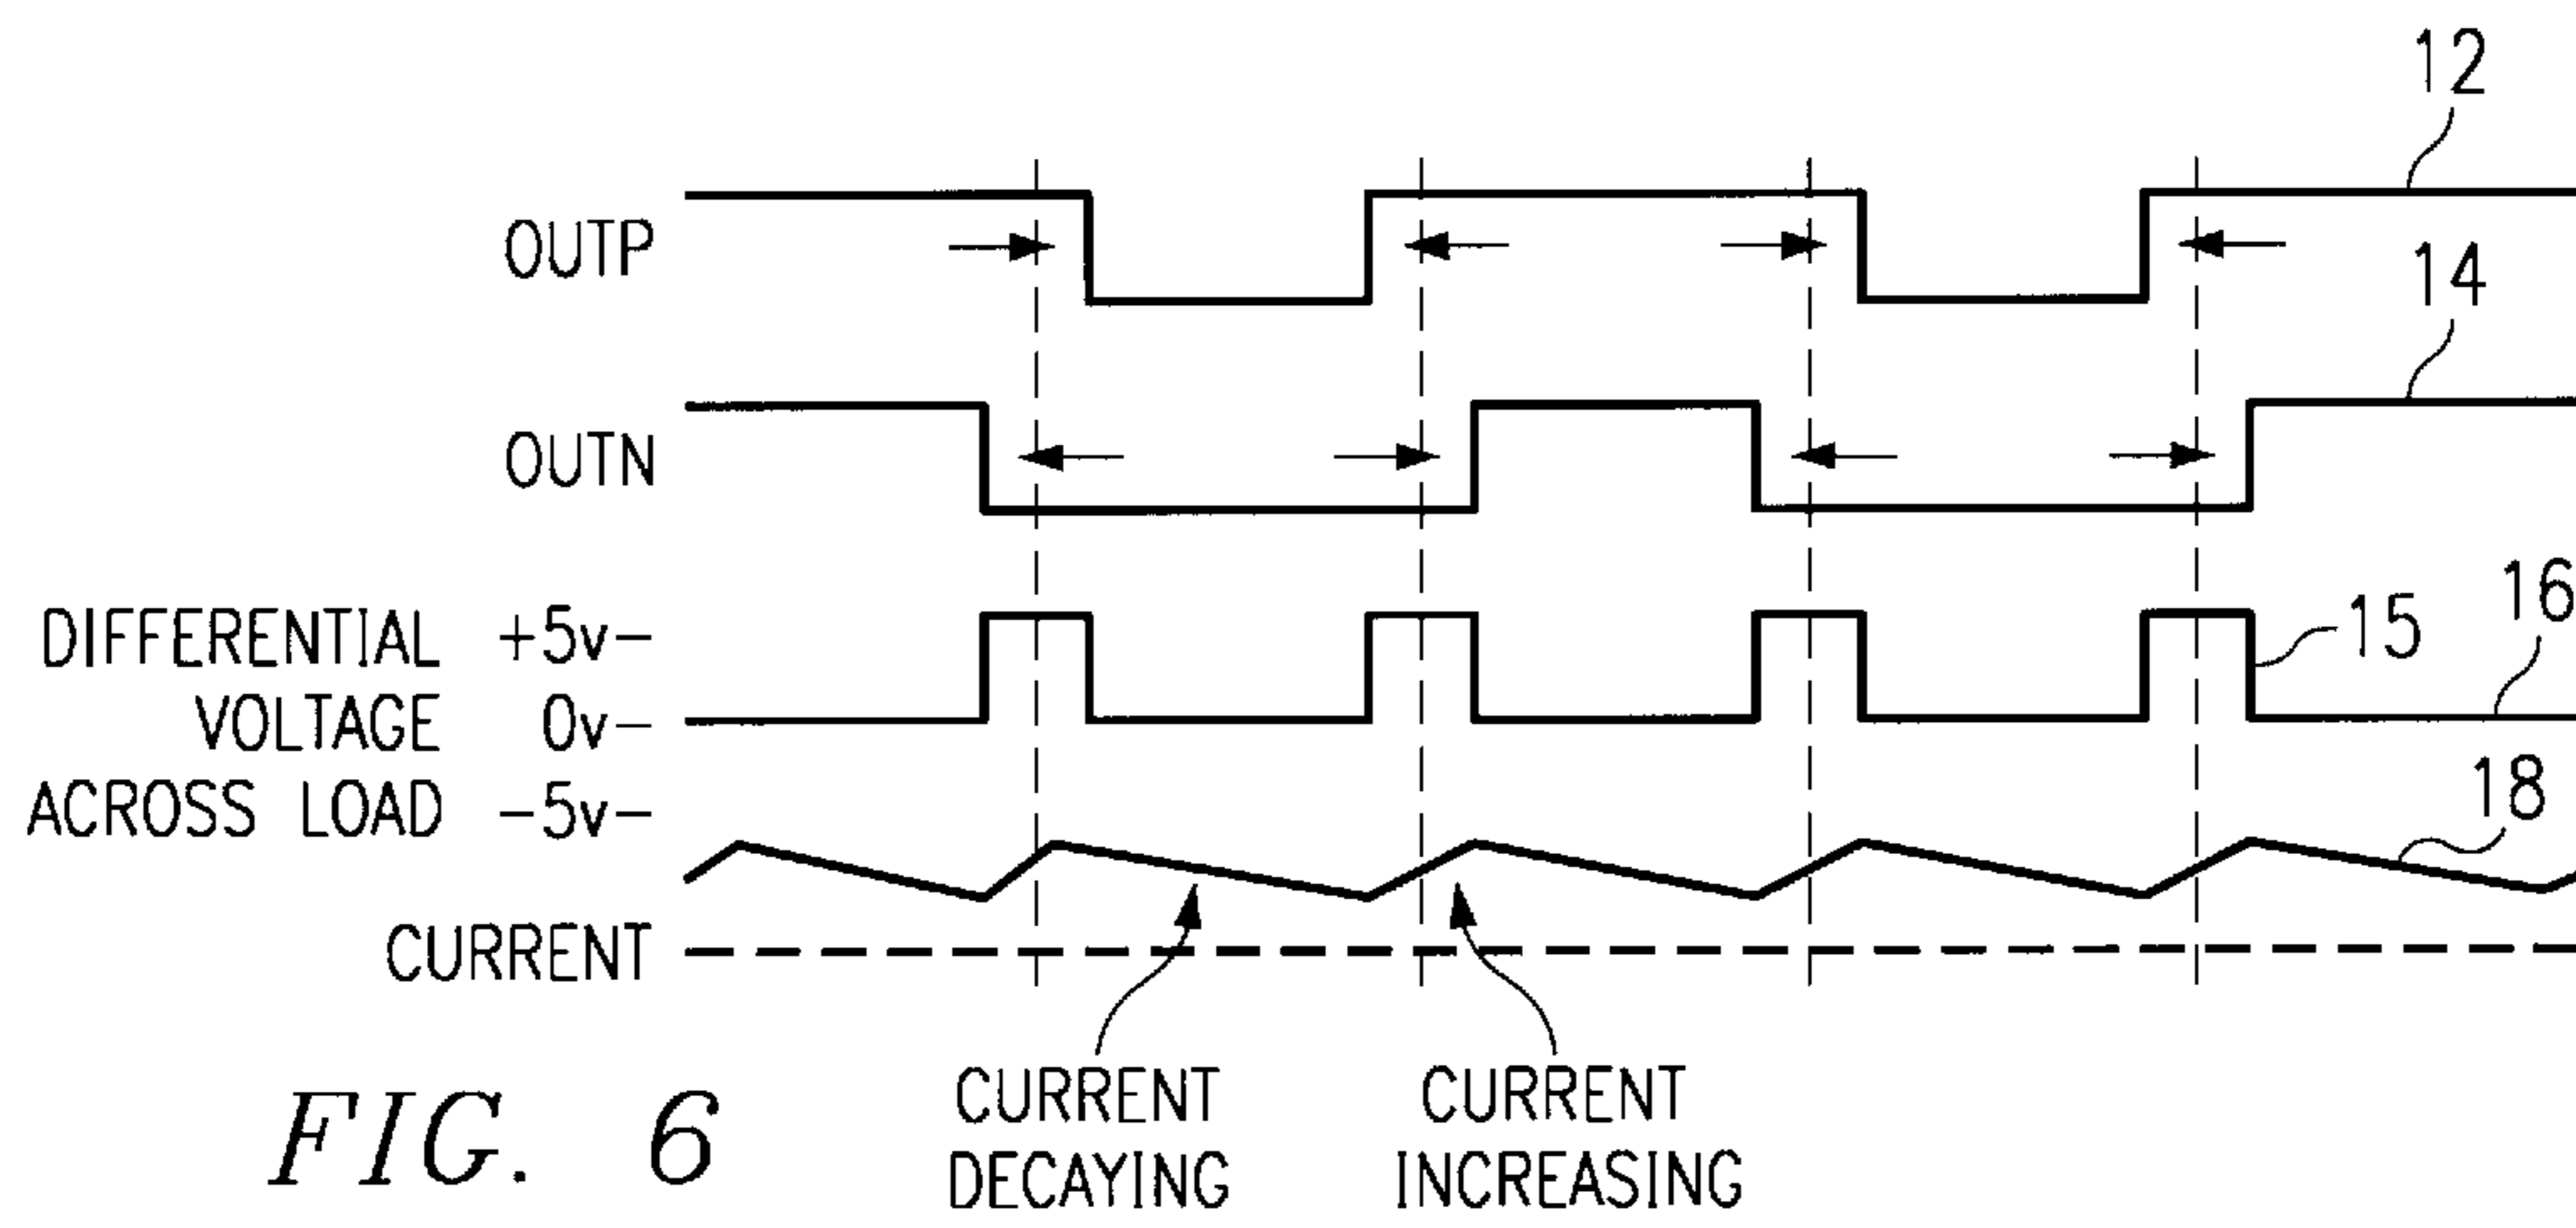 12
OUTP
14
OUTN
16
DIFFERENTIAL +5v-
15
VOLTAGE 0v-
18
ACROSS LOAD -5v-
CURRENT
CURRENT DECAYING
CURRENT INCREASING
FIG. 6